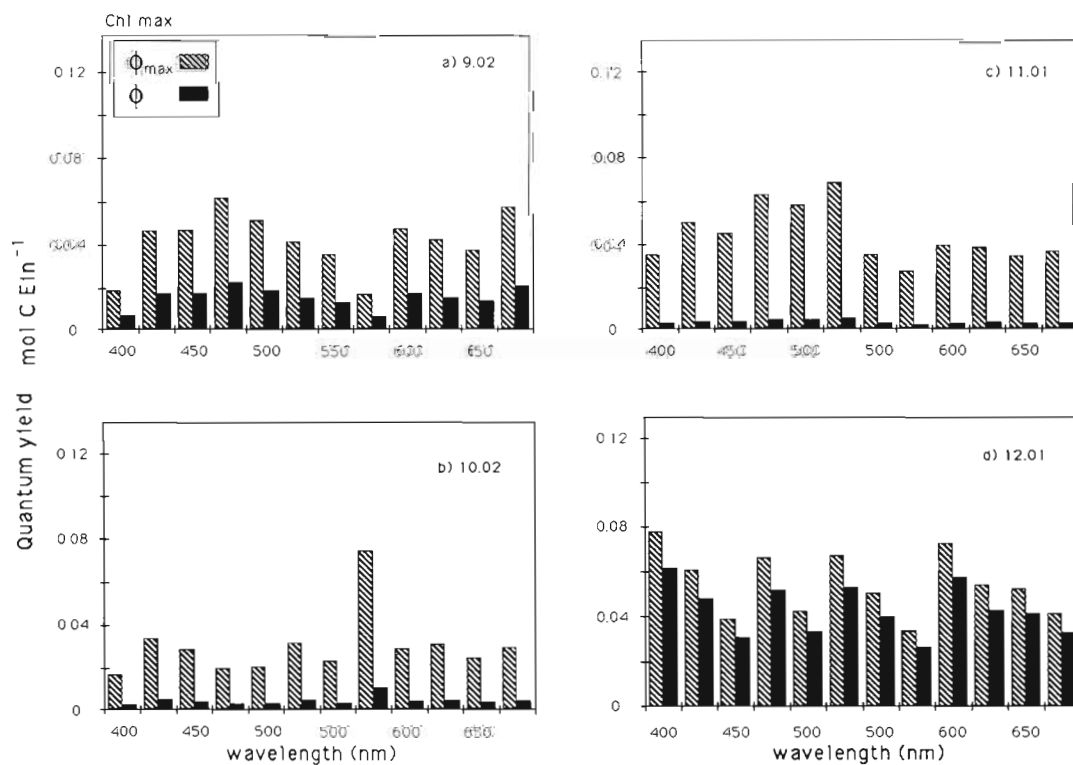 Chl max
ϕmax
ϕ
a) 9.02
0.12
0.08
0.04
0
400 450 500 550 600 650
c) 11.01
0.12
0.08
0.04
0
400 450 500 500 600 650
Quantum yield mol C Ein⁻¹
b) 10.02
0.12
0.08
0.04
0
400 450 500 500 600 650
wavelength (nm)
d) 12.01
0.12
0.08
0.04
0
400 450 500 500 600 650
wavelength (nm)